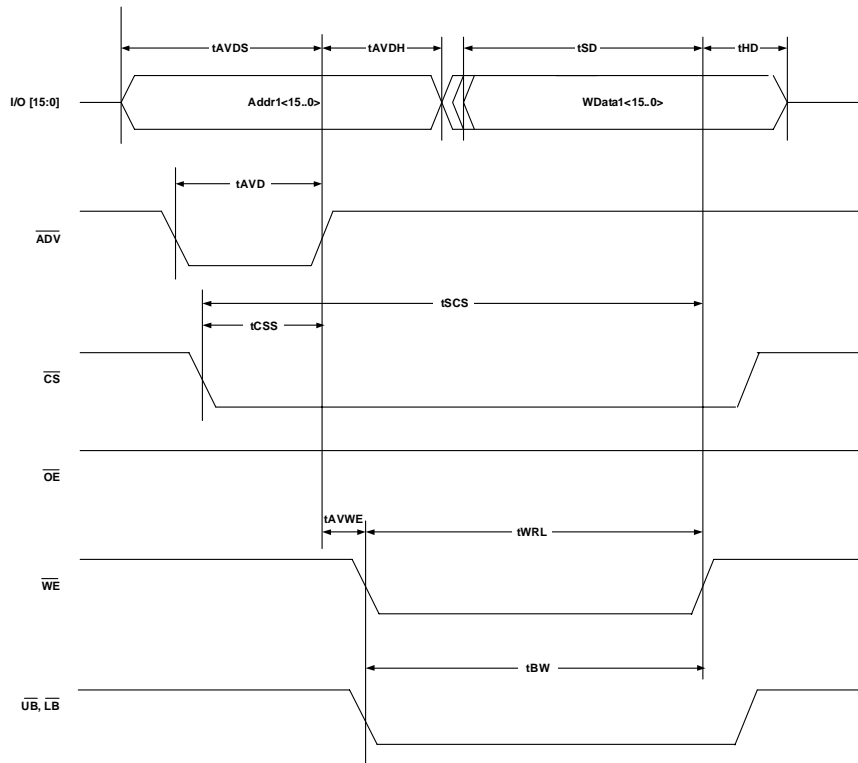 tAVDS tAVDH tSD tHD
I/O [15:0] Addr1<15..0> WData1<15..0>
tAVD
ADV
tSCS
tCSS
CS
OE
tAVWE tWRL
WE
tBW
UB, LB